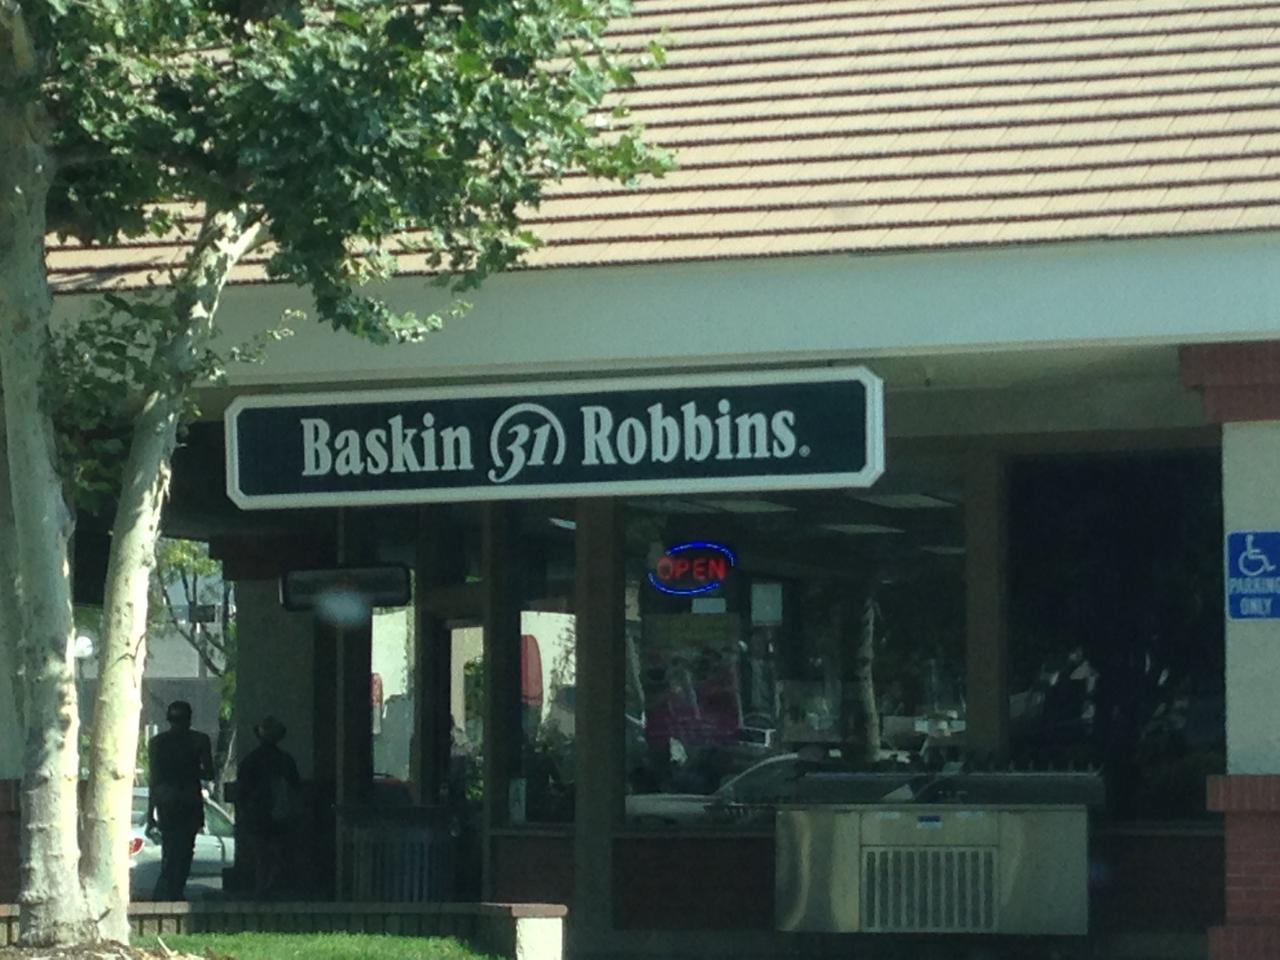 Baskin 31 Robbins
OPEN
PARKING
ONLY